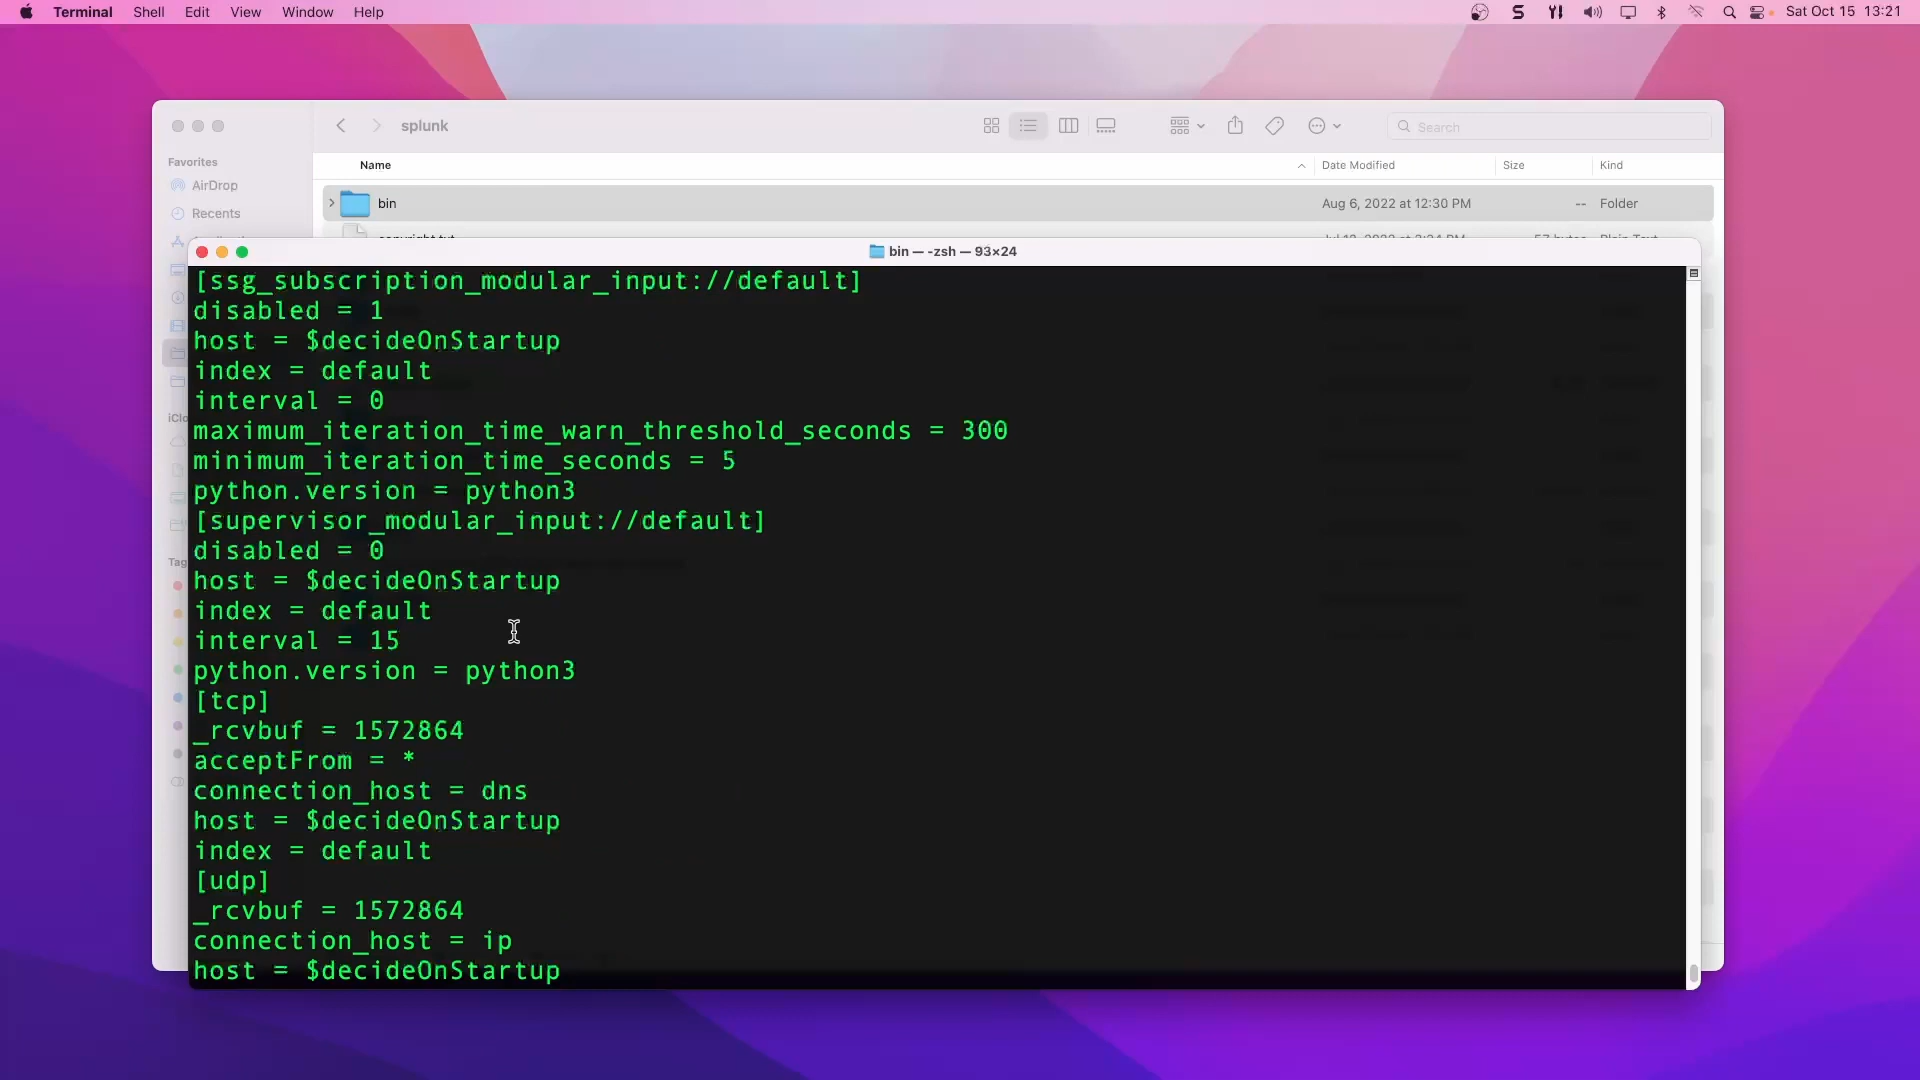 Terminal Shell Edit View Window Help
Sat Oct 15 13:21
splunk
Search
Favorites
AirDrop
Recents
Name
Date Modified
Size
Kind
bin
Aug 6, 2022 at 12:30 PM
--
Folder
iClo
Tag
bin — -zsh — 93×24
[ssg_subscription_modular_input://default]
disabled = 1
host = $decideOnStartup
index = default
interval = 0
maximum_iteration_time_warn_threshold_seconds = 300
minimum_iteration_time_seconds = 5
python.version = python3
[supervisor_modular_input://default]
disabled = 0
host = $decideOnStartup
index = default
interval = 15
python.version = python3
[tcp]
_rcvbuf = 1572864
acceptFrom = *
connection_host = dns
host = $decideOnStartup
index = default
[udp]
_rcvbuf = 1572864
connection_host = ip
host = $decideOnStartup